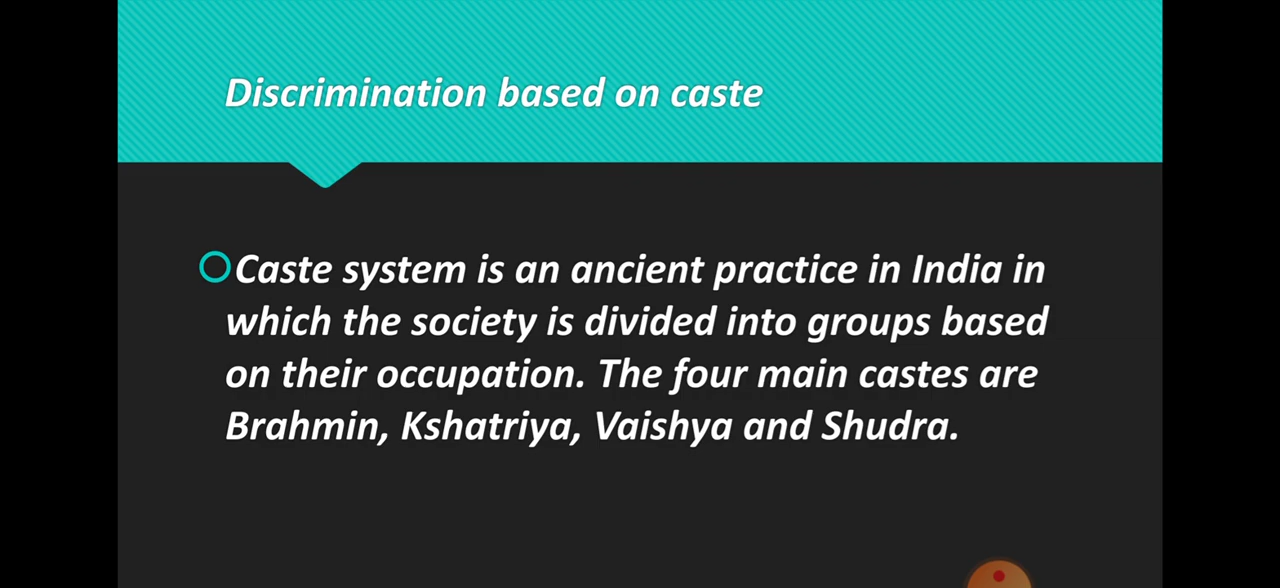 Discrimination based on caste
Caste system is an ancient practice in India in
which the society is divided into groups based
on their occupation. The four main castes are
Brahmin, Kshatriya, Vaishya and Shudra.